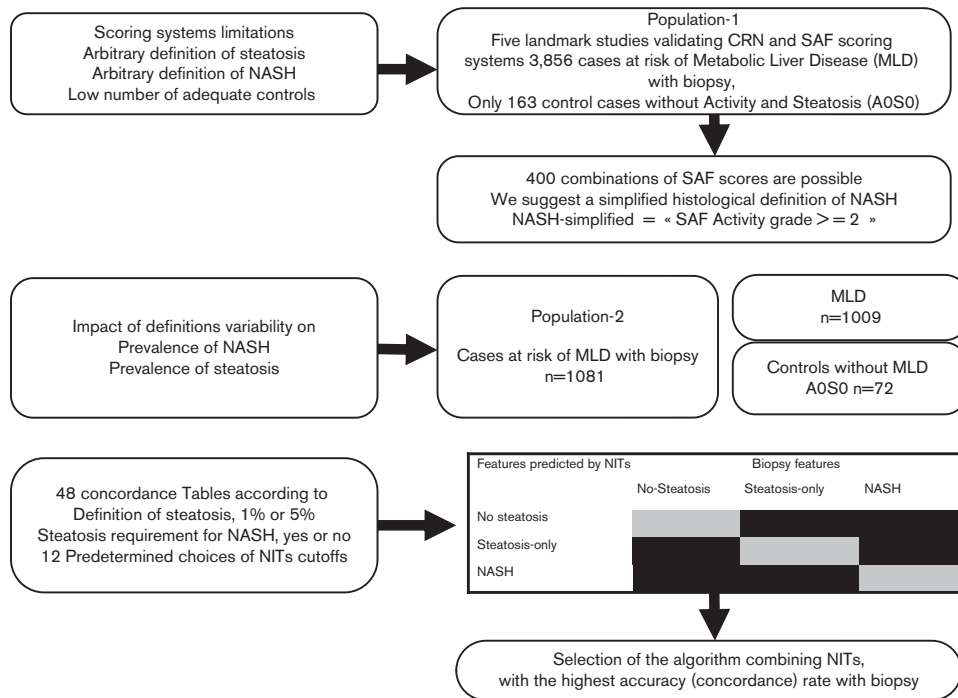 Scoring systems limitations
Arbitrary definition of steatosis
Arbitrary definition of NASH
Low number of adequate controls
Population-1
Five landmark studies validating CRN and SAF scoring
systems 3,856 cases at risk of Metabolic Liver Disease (MLD)
with biopsy,
Only 163 control cases without Activity and Steatosis (A0S0)
400 combinations of SAF scores are possible
We suggest a simplified histological definition of NASH
NASH-simplified = « SAF Activity grade >= 2 »
Impact of definitions variability on
Prevalence of NASH
Prevalence of steatosis
Population-2
Cases at risk of MLD with biopsy
n=1081
MLD
n=1009
Controls without MLD
A0S0 n=72
48 concordance Tables according to
Definition of steatosis, 1% or 5%
Steatosis requirement for NASH, yes or no
12 Predetermined choices of NITs cutoffs
Features predicted by NITs Biopsy features
No-Steatosis Steatosis-only NASH
No steatosis
Steatosis-only
NASH
Selection of the algorithm combining NITs,
with the highest accuracy (concordance) rate with biopsy